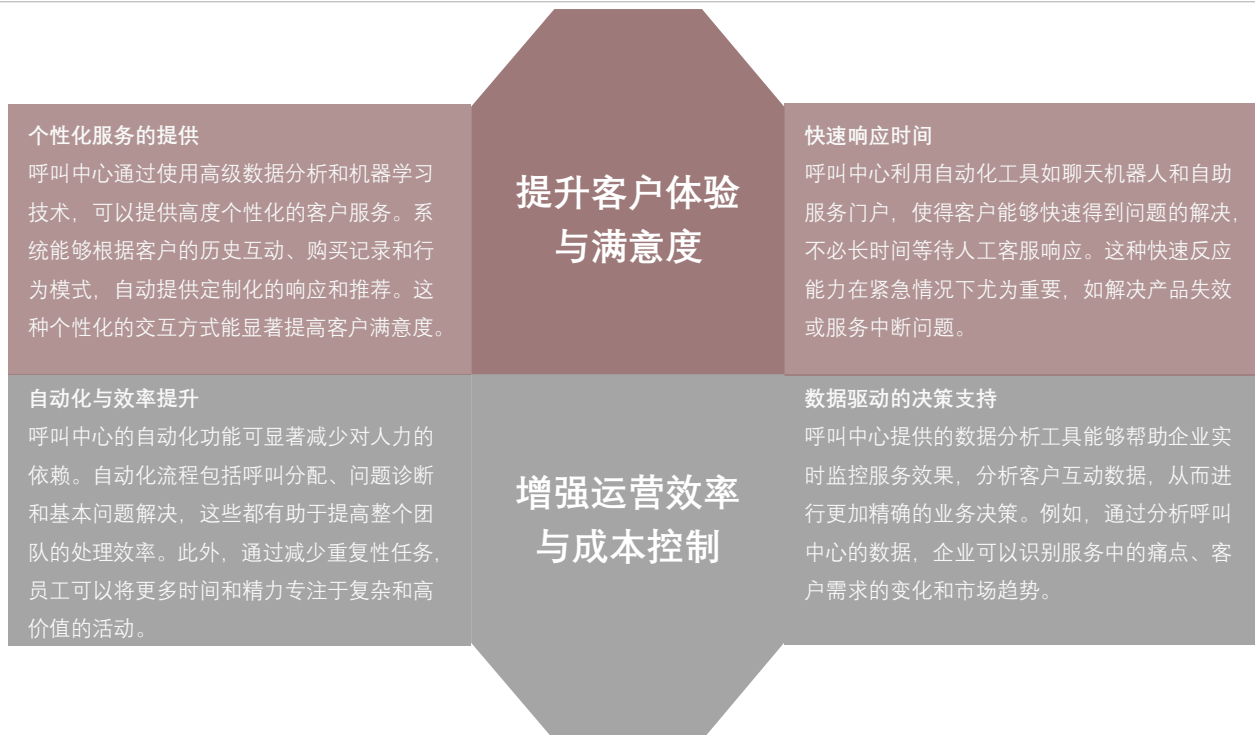 个性化服务的提供
呼叫中心通过使用高级数据分析和机器学习
技术，可以提供高度个性化的客户服务。系
统能够根据客户的历史互动、购买记录和行
为模式，自动提供定制化的响应和推荐。这
种个性化的交互方式能显著提高客户满意度。
提升客户体验
与满意度
快速响应时间
呼叫中心利用自动化工具如聊天机器人和自助
服务门户，使得客户能够快速得到问题的解决，
不必长时间等待人工客服响应。这种快速反应
能力在紧急情况下尤为重要，如解决产品失效
或服务中断问题。
自动化与效率提升
呼叫中心的自动化功能可显著减少对人力的
依赖。自动化流程包括呼叫分配、问题诊断
和基本问题解决，这些都有助于提高整个团
队的处理效率。此外，通过减少重复性任务，
员工可以将更多时间和精力专注于复杂和高
价值的活动。
增强运营效率
与成本控制
数据驱动的决策支持
呼叫中心提供的数据分析工具能够帮助企业实
时监控服务效果，分析客户互动数据，从而进
行更加精确的业务决策。例如，通过分析呼叫
中心的数据，企业可以识别服务中的痛点、客
户需求的变化和市场趋势。